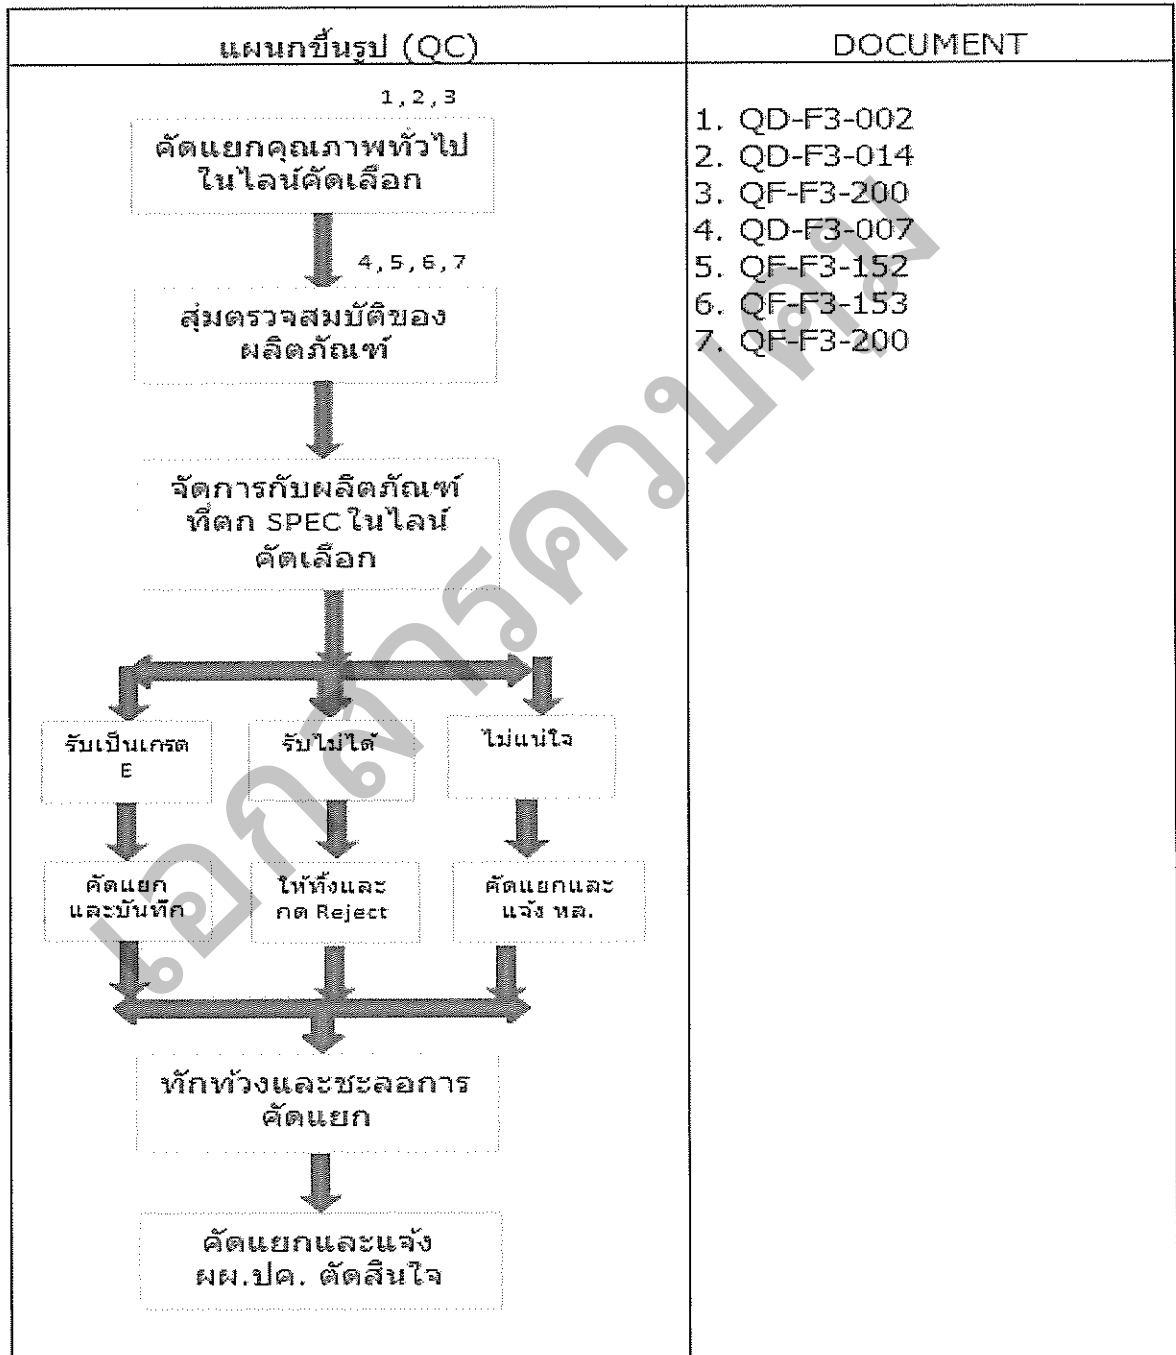 แผนกขึ้นรูป (QC)
DOCUMENT
1,2,3
คัดแยกคุณภาพทั่วไป
ในไลน์คัดเลือก
4,5,6,7
สุ่มตรวจสมบัติของ
ผลิตภัณฑ์
จัดการกับผลิตภัณฑ์
ที่ตก SPEC ในไลน์
คัดเลือก
รับเป็นเกรด
E
รับไม่ได้
ไม่แน่ใจ
คัดแยก
และบันทึก
ให้ทิ้งและ
กด Reject
คัดแยกและ
แจ้ง หล.
ทักท้วงและชะลอการ
คัดแยก
คัดแยกและแจ้ง
ผผ.ปค. ตัดสินใจ
1. QD-F3-002
2. QD-F3-014
3. QF-F3-200
4. QD-F3-007
5. QF-F3-152
6. QF-F3-153
7. QF-F3-200
เอกสารควบคุม